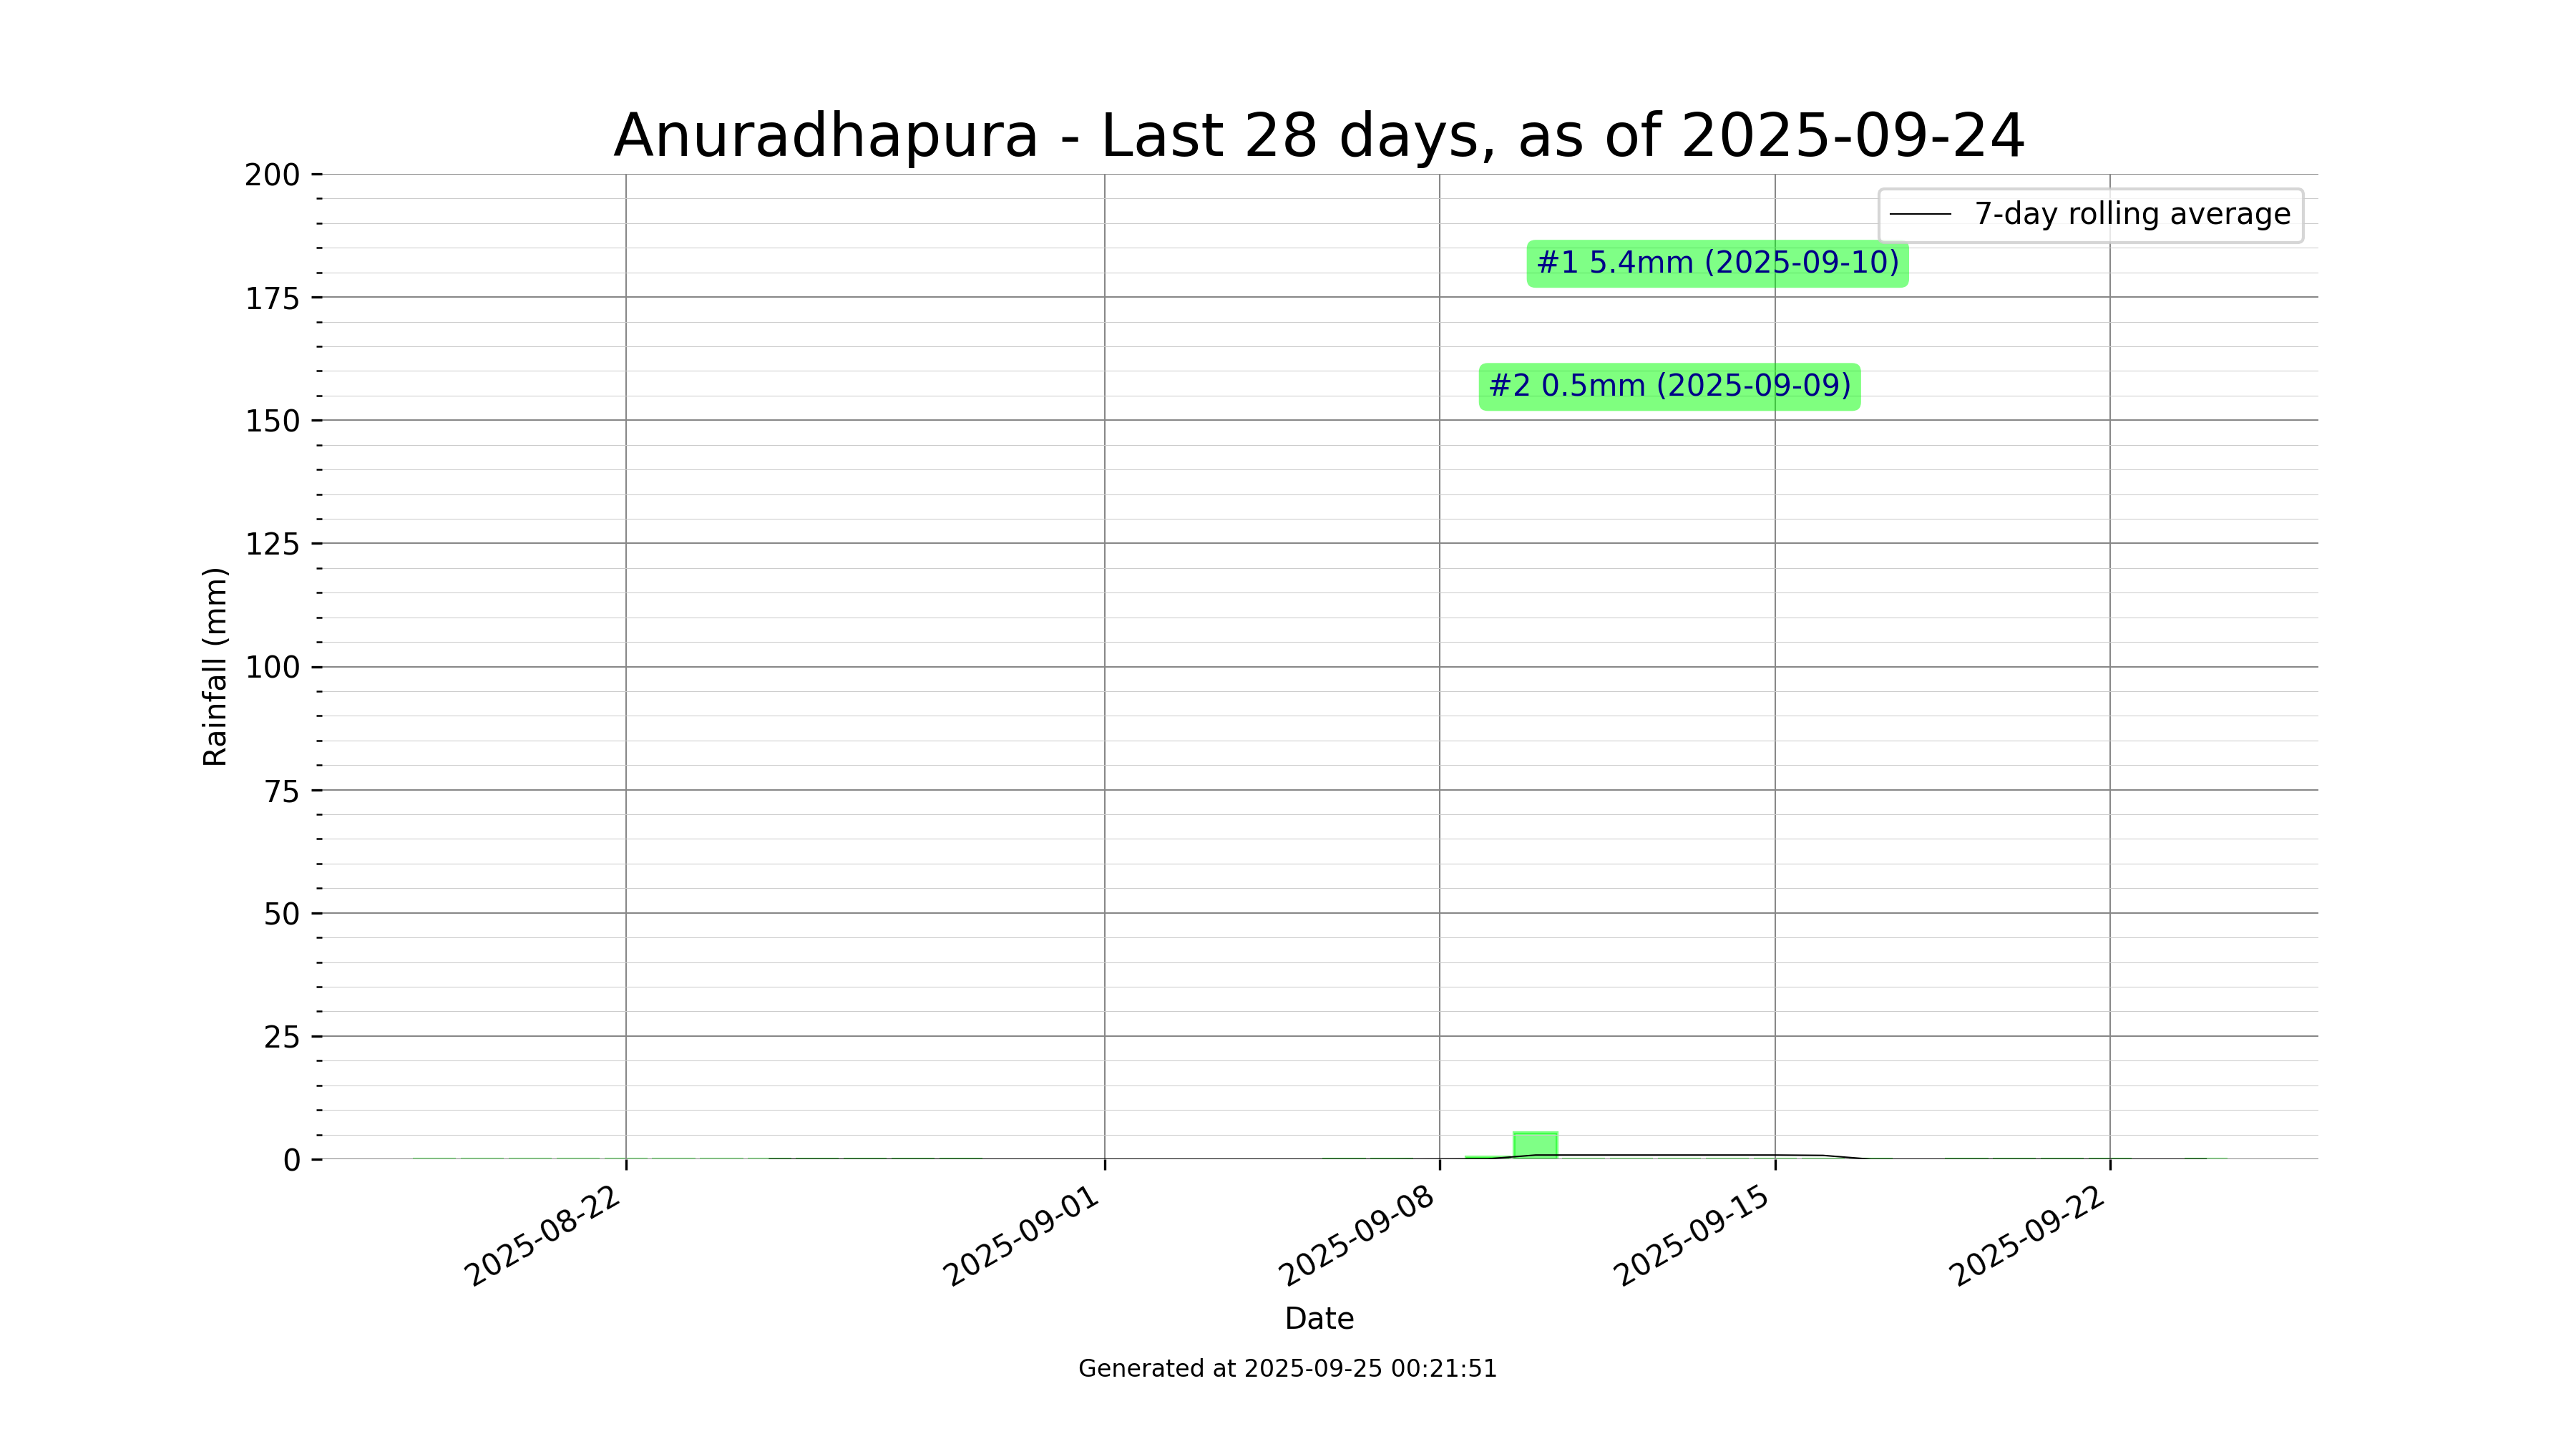 Anuradhapura - Last 28 days, as of 2025-09-24
200
175
150
125
100
75
50
25
0
Rainfall (mm)
7-day rolling average
#1 5.4mm (2025-09-10)
#2 0.5mm (2025-09-09)
2025-08-22
2025-09-01
2025-09-08
2025-09-15
2025-09-22
Date
Generated at 2025-09-25 00:21:51